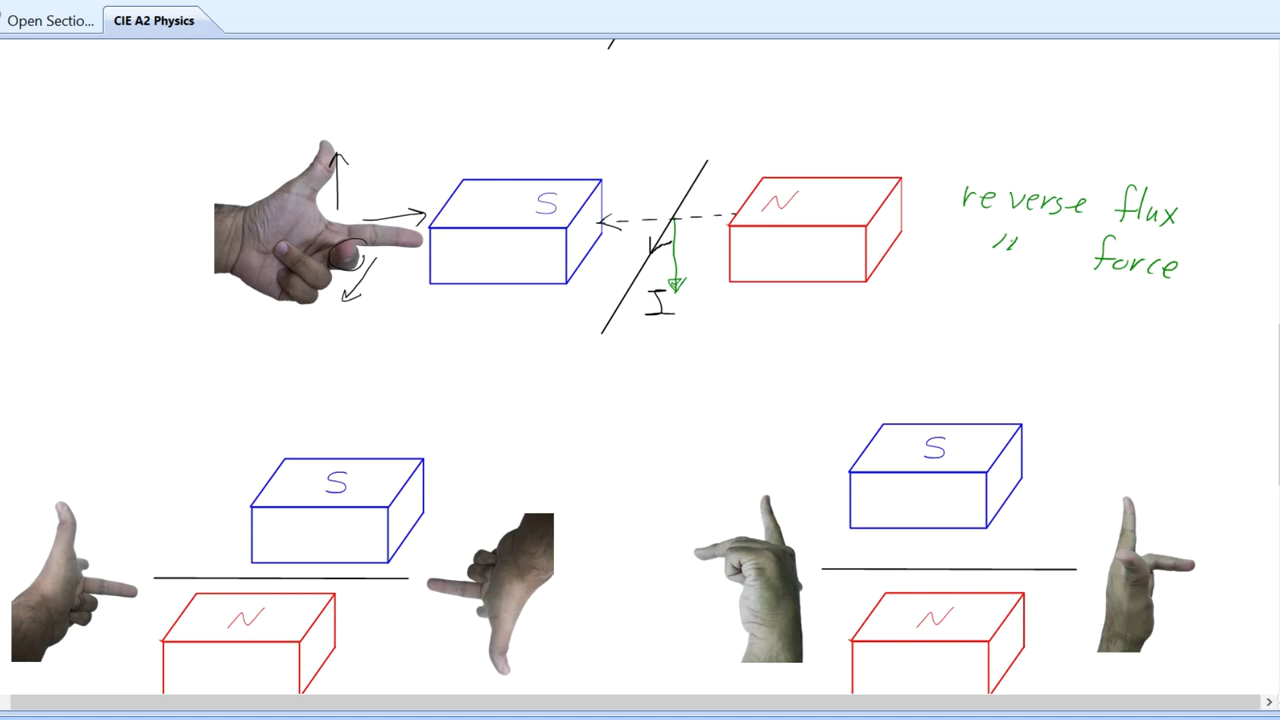 Open Sectio...
CIE A2 Physics
S
N
reverse flux
" force
I
S
S
N
N